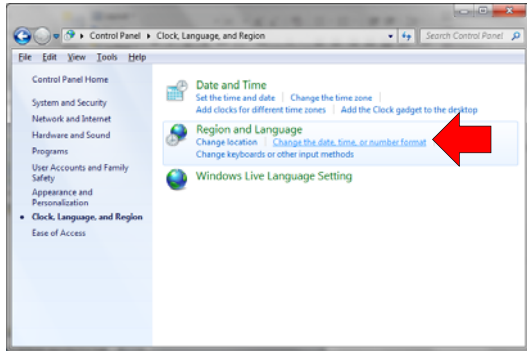 Control Panel Clock, Language, and Region Search Control Panel
File Edit View Tools Help
Control Panel Home
System and Security
Network and Internet
Hardware and Sound
Programs
User Accounts and Family
Safety
Appearance and
Personalization
Clock, Language, and Region
Ease of Access
Date and Time
Set the time and date Change the time zone
Add clocks for different time zones Add the Clock gadget to the desktop
Region and Language
Change location Change the date, time, or number format
Change keyboards or other input methods
Windows Live Language Setting